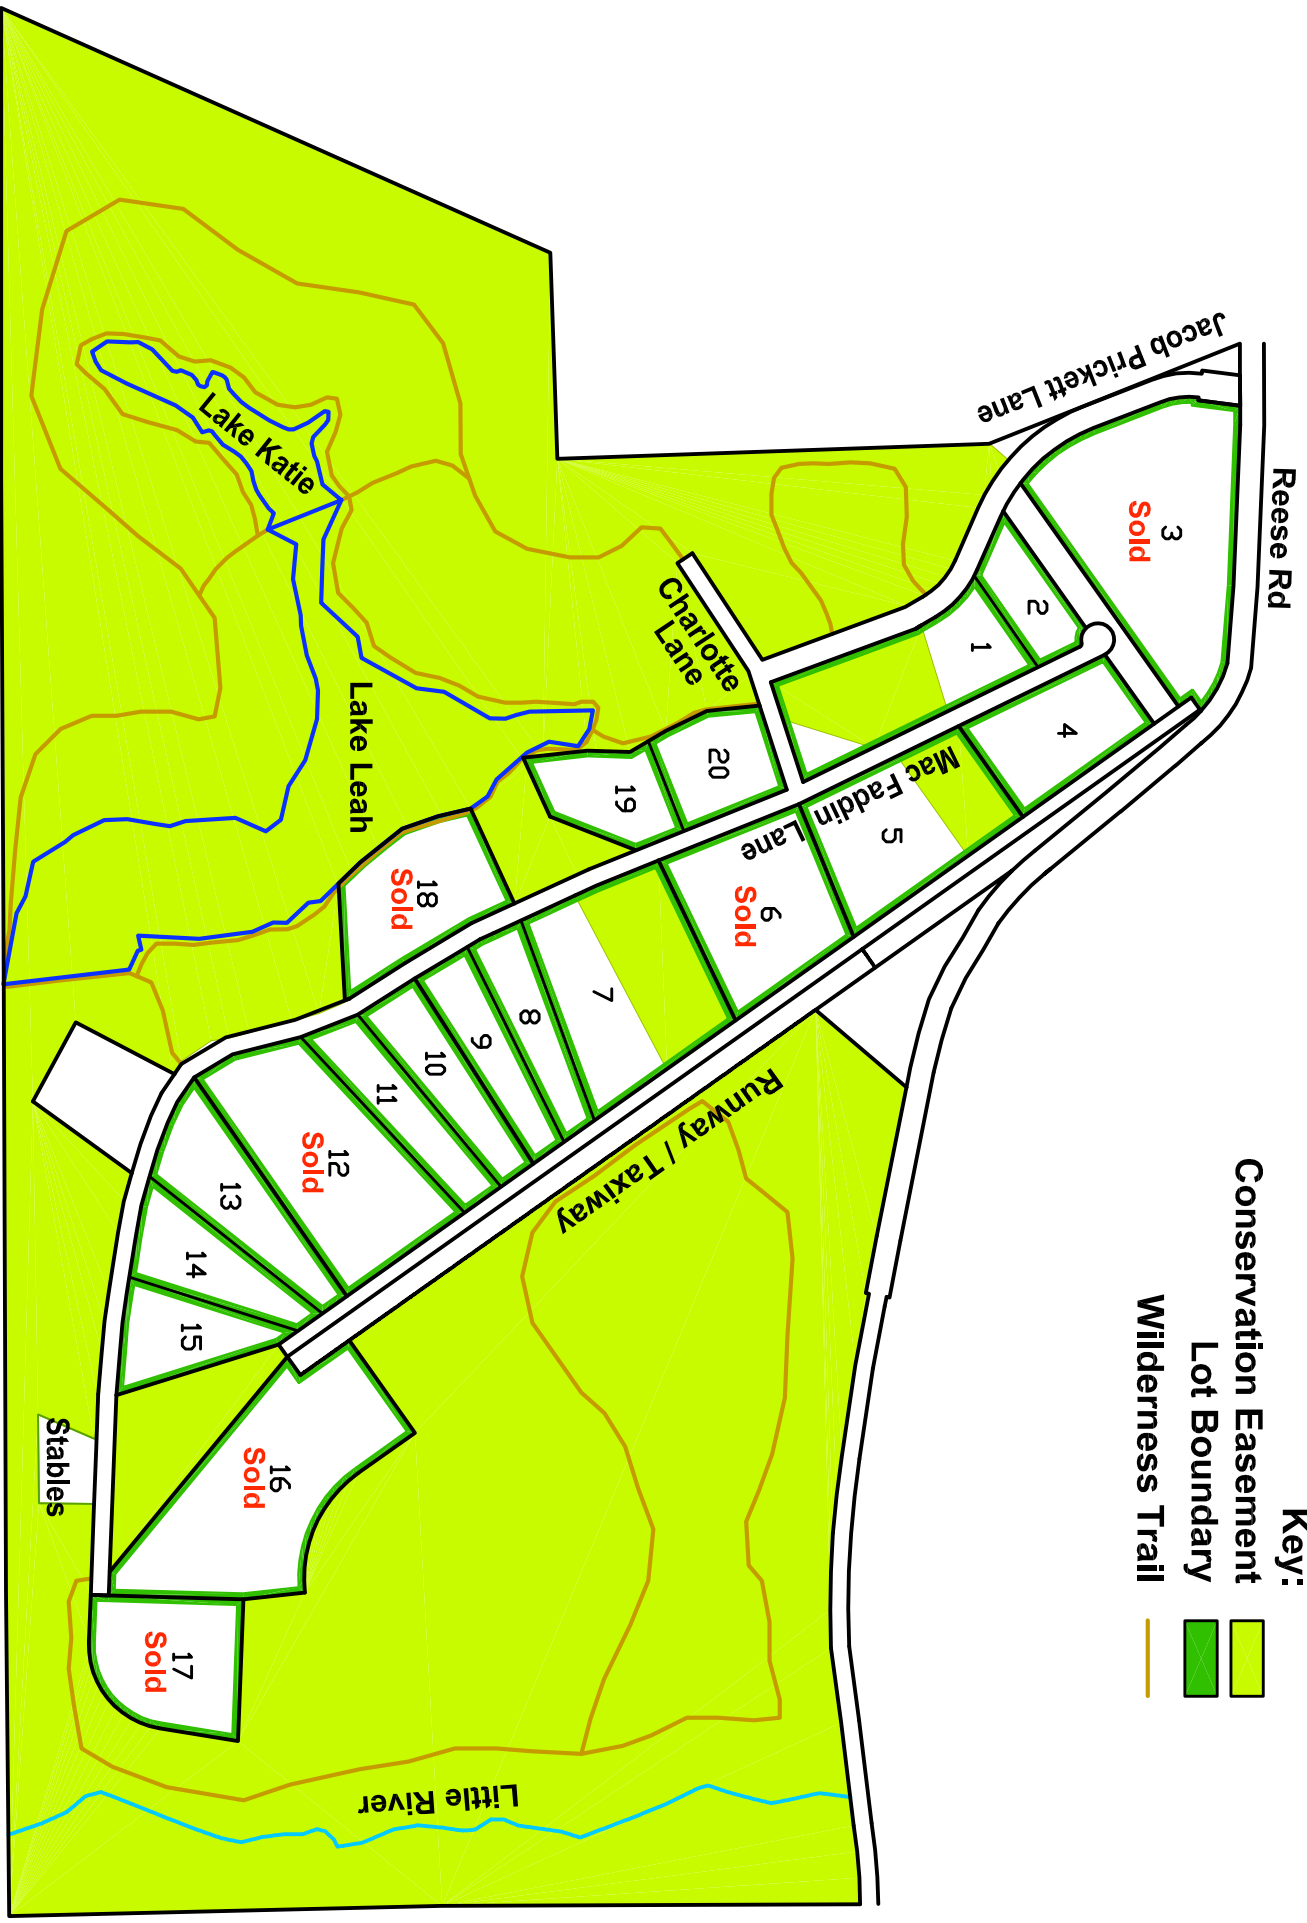 Key:
Conservation Easement
Lot Boundary
Wilderness Trail
Reese Rd
Jacob Prickett Lane
3
Sold
2
1
4
Charlotte
Lane
Mac Faddin Lane
5
6
Sold
20
19
7
18
Sold
8
9
10
11
12
Sold
13
14
15
16
Sold
17
Sold
Lake Katie
Lake Leah
Runway / Taxiway
Stables
Little River